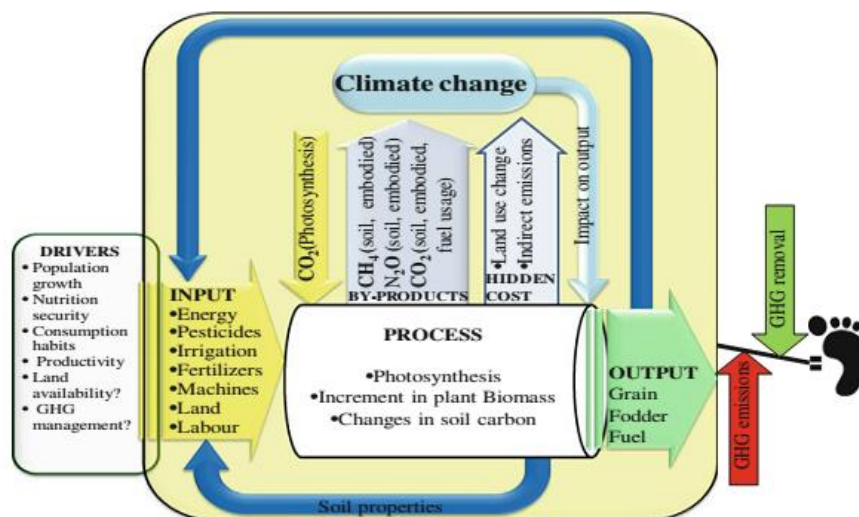 Climate change
CO₂(Photosynthesis)
CH₄(soil, embodied)
N₂O (soil, embodied)
CO₂ (soil, embodied,
fuel usage)
BY-PRODUCTS
•Land use change
•Indirect emissions
HIDDEN
COST
Impact on output
DRIVERS
• Population
growth
• Nutrition
security
• Consumption
habits
• Productivity
• Land
availability?
• GHG
management?
INPUT
•Energy
•Pesticides
•Irrigation
•Fertilizers
•Machines
•Land
•Labour
PROCESS
•Photosynthesis
•Increment in plant Biomass
•Changes in soil carbon
OUTPUT
Grain
Fodder
Fuel
GHG removal
GHG emissions
Soil properties